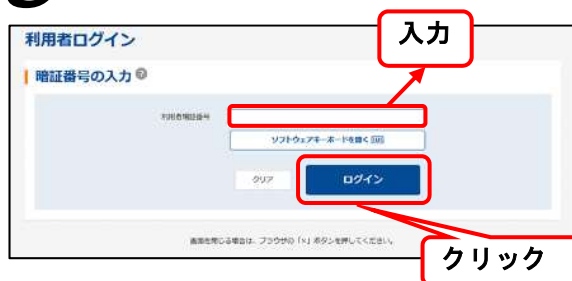 利用者ログイン
入力
暗証番号の入力
利用者暗証番号
ソフトウェアキーボードを開く
クリア
ログイン
画面を閉じる場合は、ブラウザの「×」ボタンを押してください。
クリック